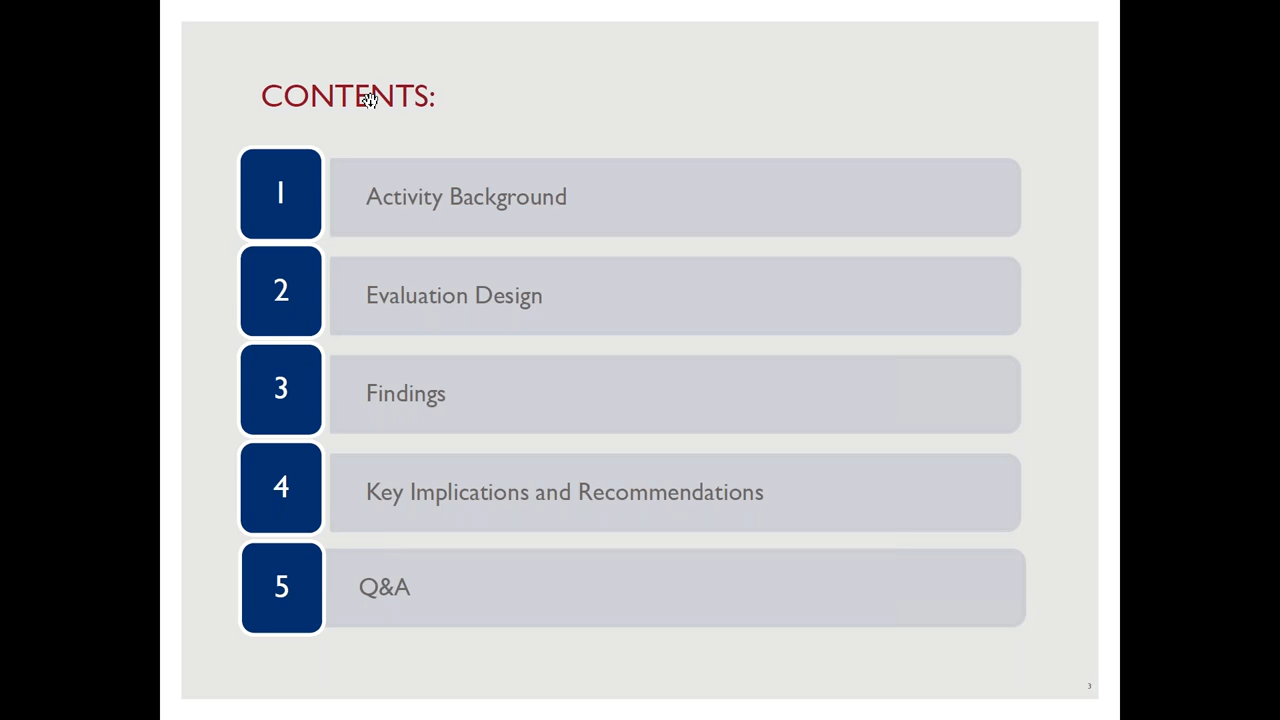 CONTENTS:
1
Activity Background
2
Evaluation Design
3
Findings
4
Key Implications and Recommendations
5
Q&A
3